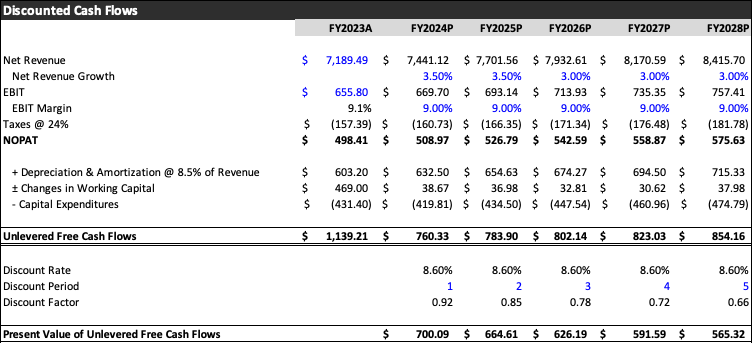 Discounted Cash Flows
FY2023A FY2024P FY2025P FY2026P FY2027P FY2028P
Net Revenue $ 7,189.49 $ 7,441.12 $ 7,701.56 $ 7,932.61 $ 8,170.59 $ 8,415.70
Net Revenue Growth 3.50% 3.50% 3.00% 3.00% 3.00%
EBIT $ 655.80 $ 669.70 $ 693.14 $ 713.93 $ 735.35 $ 757.41
EBIT Margin 9.1% 9.00% 9.00% 9.00% 9.00% 9.00%
Taxes @ 24% $ (157.39) $ (160.73) $ (166.35) $ (171.34) $ (176.48) $ (181.78)
NOPAT $ 498.41 $ 508.97 $ 526.79 $ 542.59 $ 558.87 $ 575.63
+ Depreciation & Amortization @ 8.5% of Revenue $ 603.20 $ 632.50 $ 654.63 $ 674.27 $ 694.50 $ 715.33
± Changes in Working Capital $ 469.00 $ 38.67 $ 36.98 $ 32.81 $ 30.62 $ 37.98
- Capital Expenditures $ (431.40) $ (419.81) $ (434.50) $ (447.54) $ (460.96) $ (474.79)
Unlevered Free Cash Flows $ 1,139.21 $ 760.33 $ 783.90 $ 802.14 $ 823.03 $ 854.16
Discount Rate 8.60% 8.60% 8.60% 8.60% 8.60%
Discount Period 1 2 3 4 5
Discount Factor 0.92 0.85 0.78 0.72 0.66
Present Value of Unlevered Free Cash Flows $ 700.09 $ 664.61 $ 626.19 $ 591.59 $ 565.32